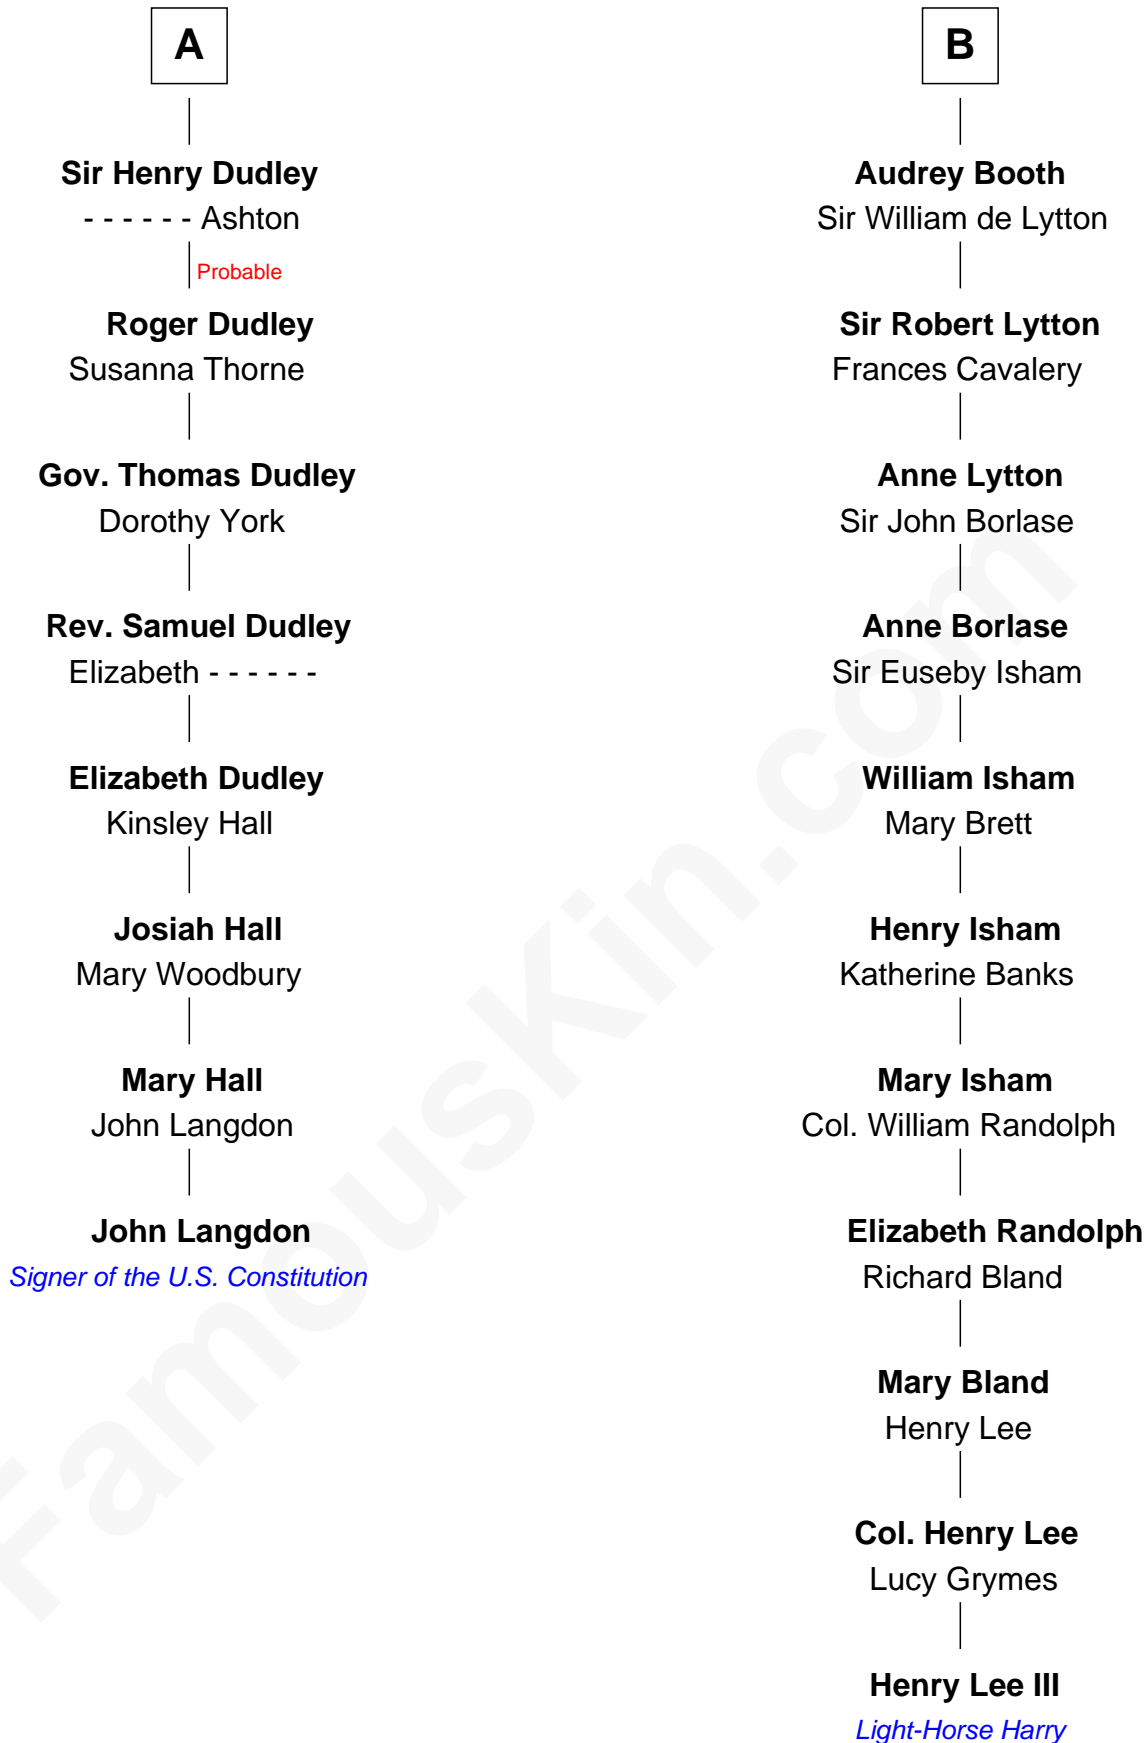 A
Sir Henry Dudley
- - - - - - Ashton
Probable
Roger Dudley
Susanna Thorne
Gov. Thomas Dudley
Dorothy York
Rev. Samuel Dudley
Elizabeth - - - - - -
Elizabeth Dudley
Kinsley Hall
Josiah Hall
Mary Woodbury
Mary Hall
John Langdon
John Langdon
Signer of the U.S. Constitution
B
Audrey Booth
Sir William de Lytton
Sir Robert Lytton
Frances Cavalery
Anne Lytton
Sir John Borlase
Anne Borlase
Sir Euseby Isham
William Isham
Mary Brett
Henry Isham
Katherine Banks
Mary Isham
Col. William Randolph
Elizabeth Randolph
Richard Bland
Mary Bland
Henry Lee
Col. Henry Lee
Lucy Grymes
Henry Lee III
Light-Horse Harry
FamousKin.com